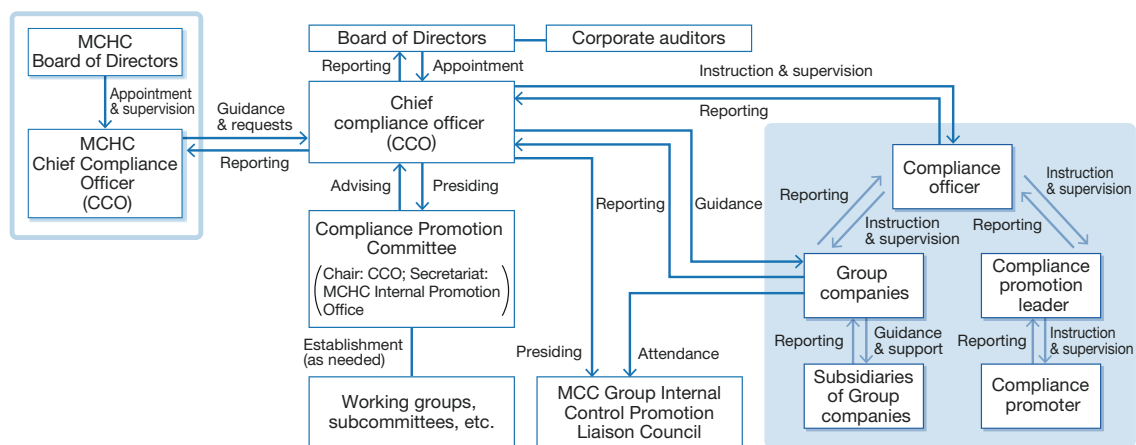 MCHC
Board of Directors
Appointment
& supervision
MCHC
Chief Compliance
Officer
(CCO)
Guidance
& requests
Reporting
Board of Directors
Corporate auditors
Reporting
Appointment
Chief
compliance officer
(CCO)
Instruction & supervision
Reporting
Advising
Presiding
Reporting
Guidance
Compliance Promotion
Committee
(Chair: CCO; Secretariat:
MCHC Internal Promotion
Office)
Establishment
(as needed)
Working groups,
subcommittees, etc.
Presiding
Attendance
MCC Group Internal
Control Promotion
Liaison Council
Compliance
officer
Reporting
Instruction
& supervision
Instruction
& supervision
Reporting
Group
companies
Compliance
promotion
leader
Reporting
Guidance
& support
Reporting
Instruction
& supervision
Subsidiaries
of Group
companies
Compliance
promoter